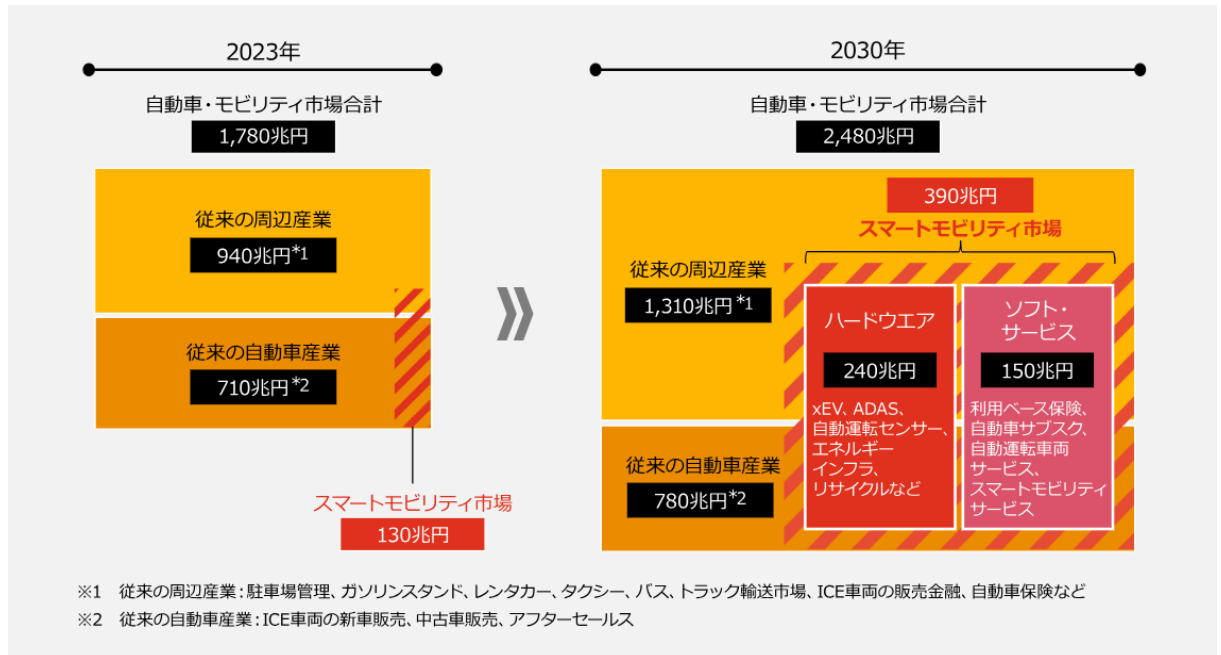 2023年
自動車・モビリティ市場合計
1,780兆円
従来の周辺産業
940兆円*1
従来の自動車産業
710兆円*2
スマートモビリティ市場
130兆円
2030年
自動車・モビリティ市場合計
2,480兆円
390兆円
スマートモビリティ市場
従来の周辺産業
1,310兆円*1
従来の自動車産業
780兆円*2
ハードウエア
240兆円
xEV、ADAS、
自動運転センサー、
エネルギー
インフラ、
リサイクルなど
ソフト・
サービス
150兆円
利用ベース保険、
自動車サブスク、
自動運転車両
サービス、
スマートモビリティ
サービス
※1 従来の周辺産業：駐車場管理、ガソリンスタンド、レンタカー、タクシー、バス、トラック輸送市場、ICE車両の販売金融、自動車保険など
※2 従来の自動車産業：ICE車両の新車販売、中古車販売、アフターセールス